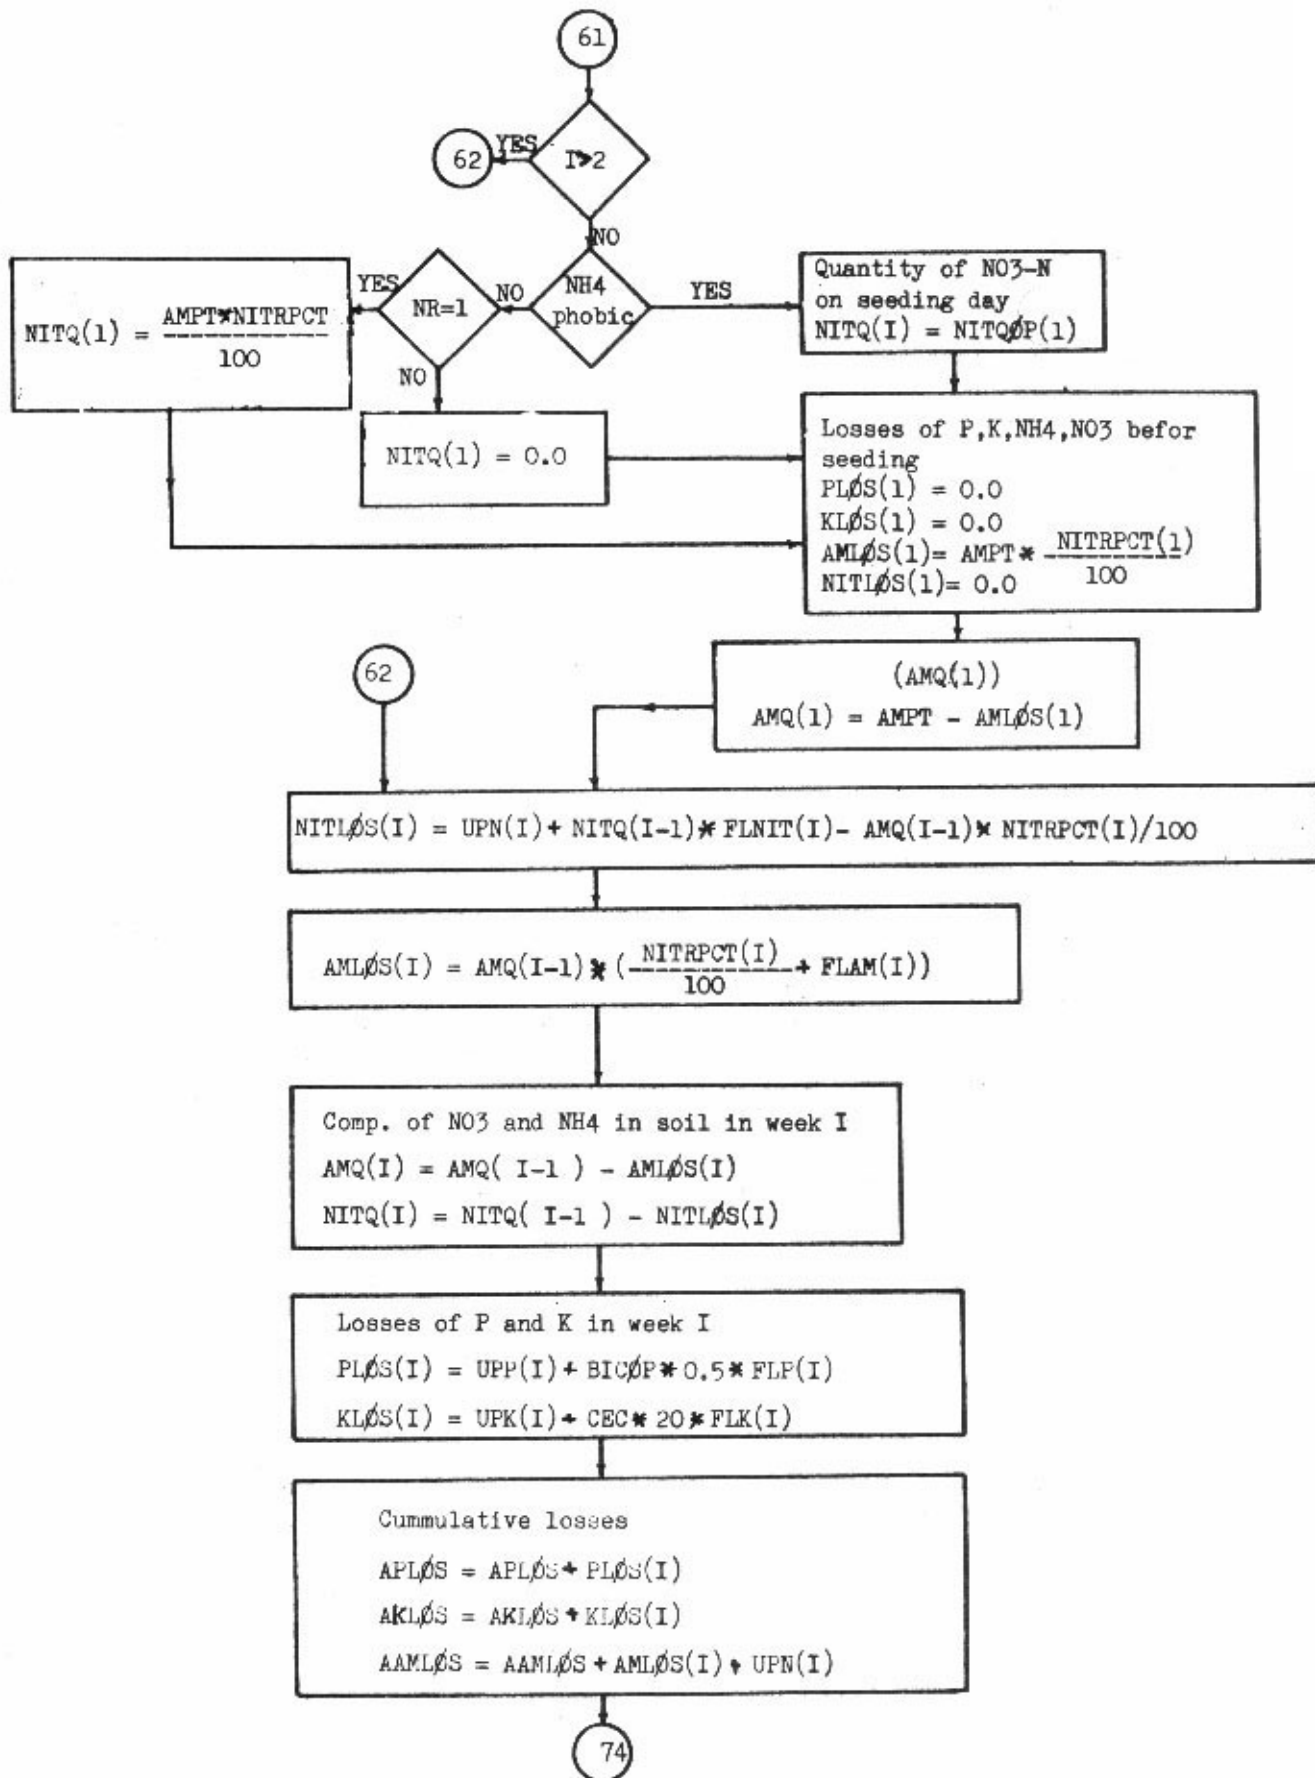 61
I>2
YES
62
NO
NH4
phobic
YES
NO
NR=1
YES
NO
NITQ(1) = AMPT*NITRPCT
100
NITQ(1) = 0.0
Quantity of NO3-N
on seeding day
NITQ(I) = NITQØP(1)
Losses of P,K,NH4,NO3 befor
seeding
PLØS(1) = 0.0
KLØS(1) = 0.0
AMLØS(1)= AMPT* NITRPCT(1)
100
NITLØS(1)= 0.0
(AMQ(1))
AMQ(1) = AMPT - AMLØS(1)
62
NITLØS(I) = UPN(I)+ NITQ(I-1)* FLNIT(I)- AMQ(I-1)* NITRPCT(I)/100
AMLØS(I) = AMQ(I-1)*(NITRPCT(I) + FLAM(I))
100
Comp. of NO3 and NH4 in soil in week I
AMQ(I) = AMQ( I-1 ) - AMLØS(I)
NITQ(I) = NITQ( I-1 ) - NITLØS(I)
Losses of P and K in week I
PLØS(I) = UPP(I)+ BICØP* 0.5* FLP(I)
KLØS(I) = UPK(I)+ CEC* 20* FLK(I)
Cummulative losses
APLØS = APLØS+ PLØS(I)
AKLØS = AKLØS+KLØS(I)
AAMLØS = AAMLØS+AMLØS(I)+ UPN(I)
74